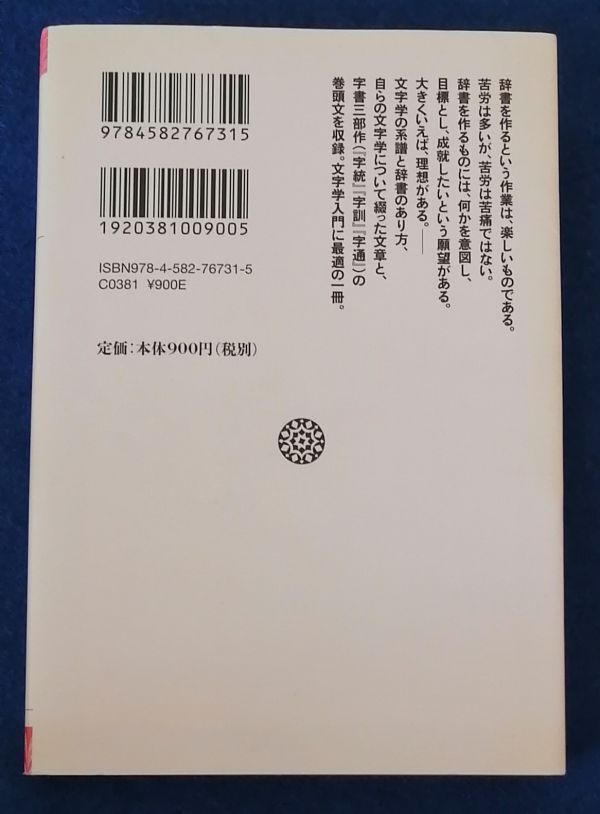 辞書を作るという作業は、楽しいものである。
苦労は多いが、苦労は苦痛ではない。
辞書を作るものには、何かを意図し、
目標とし、成就したいという願望がある。
大きくいえば、理想がある。――
文字学の系譜と辞書のあり方、
自らの文字学について綴った文章と、
字書三部作(『字統』『字訓』『字通』)の
巻頭文を収録。文字学入門に最適の一冊。
9784582767315
1920381009005
ISBN978-4-582-76731-5
C0381 ¥900E
定価:本体900円(税別)